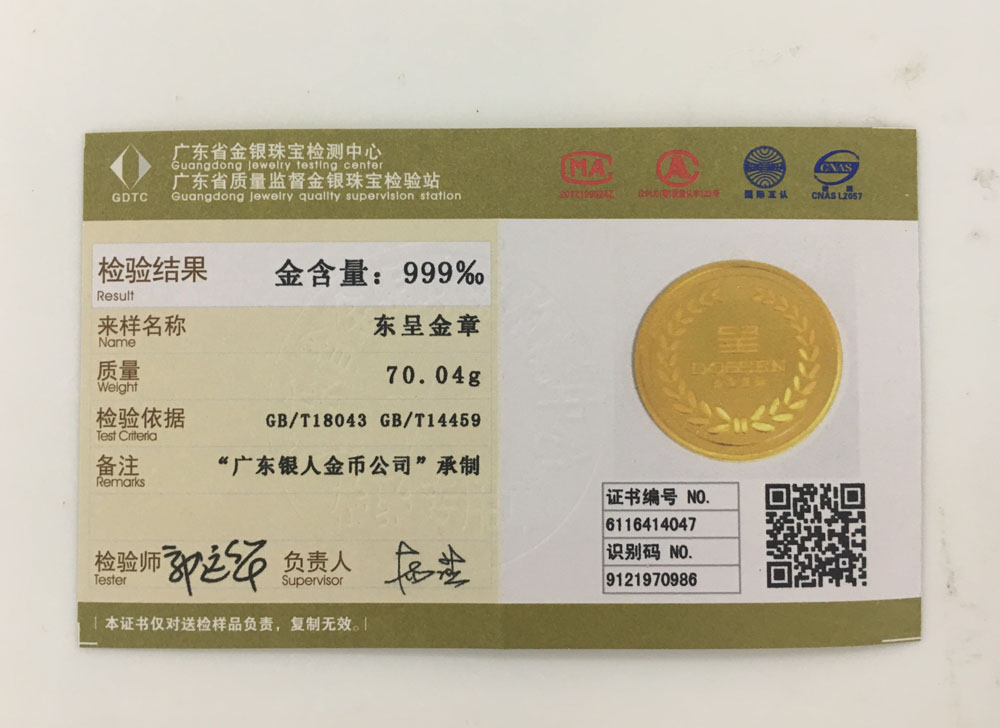 广东省金银珠宝检测中心
Guangdong jewelry testing center
广东省质量监督金银珠宝检验站
Guangdong jewelry quality supervision station
GDTC
MA
A
国际互认
CNAS
CNAS L2057
检验结果
Result
金含量：999‰
来样名称
Name
东呈金章
质量
Weight
70.04g
检验依据
Test Criteria
GB/T18043 GB/T14459
备注
Remarks
“广东银人金币公司”承制
检验师
Tester
负责人
Supervisor
证书编号 NO.
6116414047
识别码 NO.
9121970986
本证书仅对送检样品负责，复制无效。